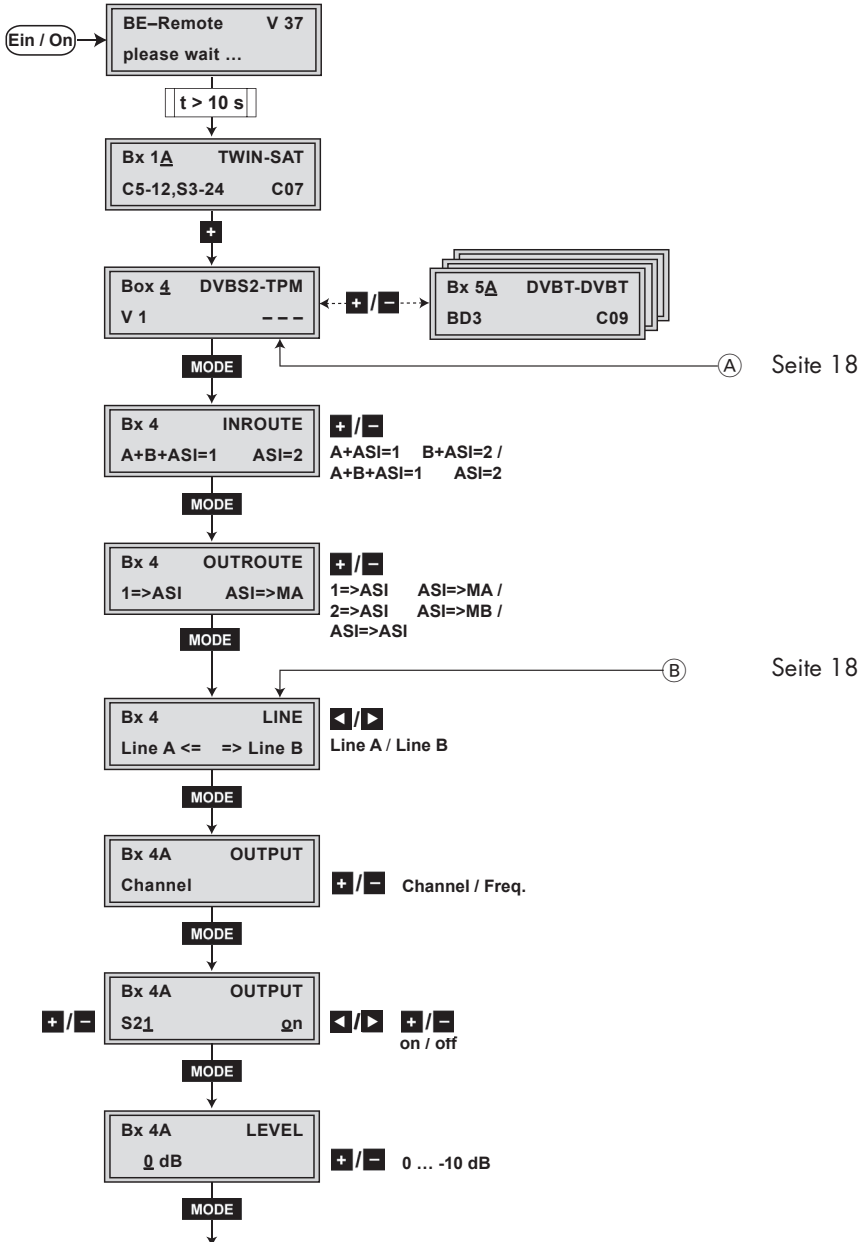 Ein / On
BE–Remote V 37
please wait ...
t > 10 s
Bx 1A TWIN-SAT
C5-12,S3-24 C07
+
Box 4 DVBS2-TPM
V 1 – – –
+ / −
Bx 5A DVBT-DVBT
BD3 C09
MODE
A Seite 18
Bx 4 INROUTE
A+B+ASI=1 ASI=2
+ / −
A+ASI=1 B+ASI=2 /
A+B+ASI=1 ASI=2
MODE
Bx 4 OUTROUTE
1=>ASI ASI=>MA
+ / −
1=>ASI ASI=>MA /
2=>ASI ASI=>MB /
ASI=>ASI
MODE
B Seite 18
Bx 4 LINE
Line A <= => Line B
◄ / ►
Line A / Line B
MODE
Bx 4A OUTPUT
Channel
+ / − Channel / Freq.
MODE
+ / −
Bx 4A OUTPUT
S21 on
◄ / ► + / −
on / off
MODE
Bx 4A LEVEL
0 dB
+ / − 0 ... -10 dB
MODE